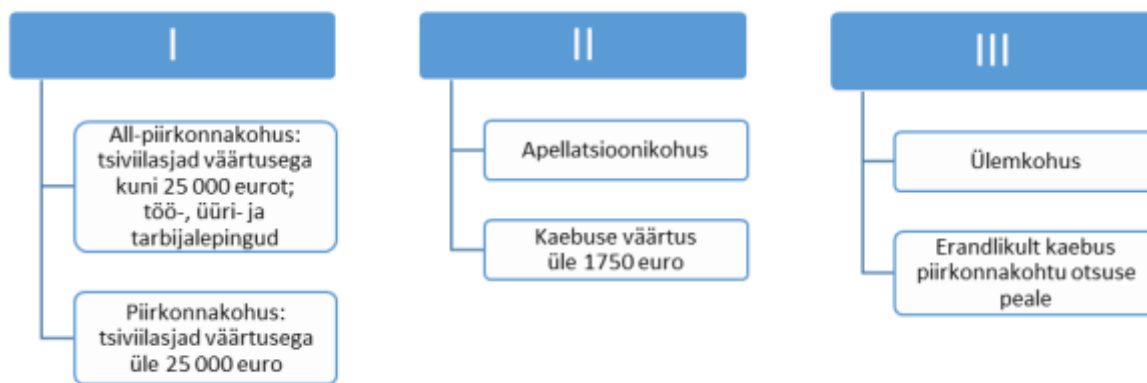 I
All-piirkonnakohus:
tsiviilasjad väärtusega
kuni 25 000 eurot;
töö-, üüri- ja
tarbijalepingud
Piirkonnakohus:
tsiviilasjad väärtusega
üle 25 000 euro
II
Apellatsioonikohus
Kaebuse väärtus
üle 1750 euro
III
Ülemkohus
Erandlikult kaebus
piirkonnakohtu otsuse
peale